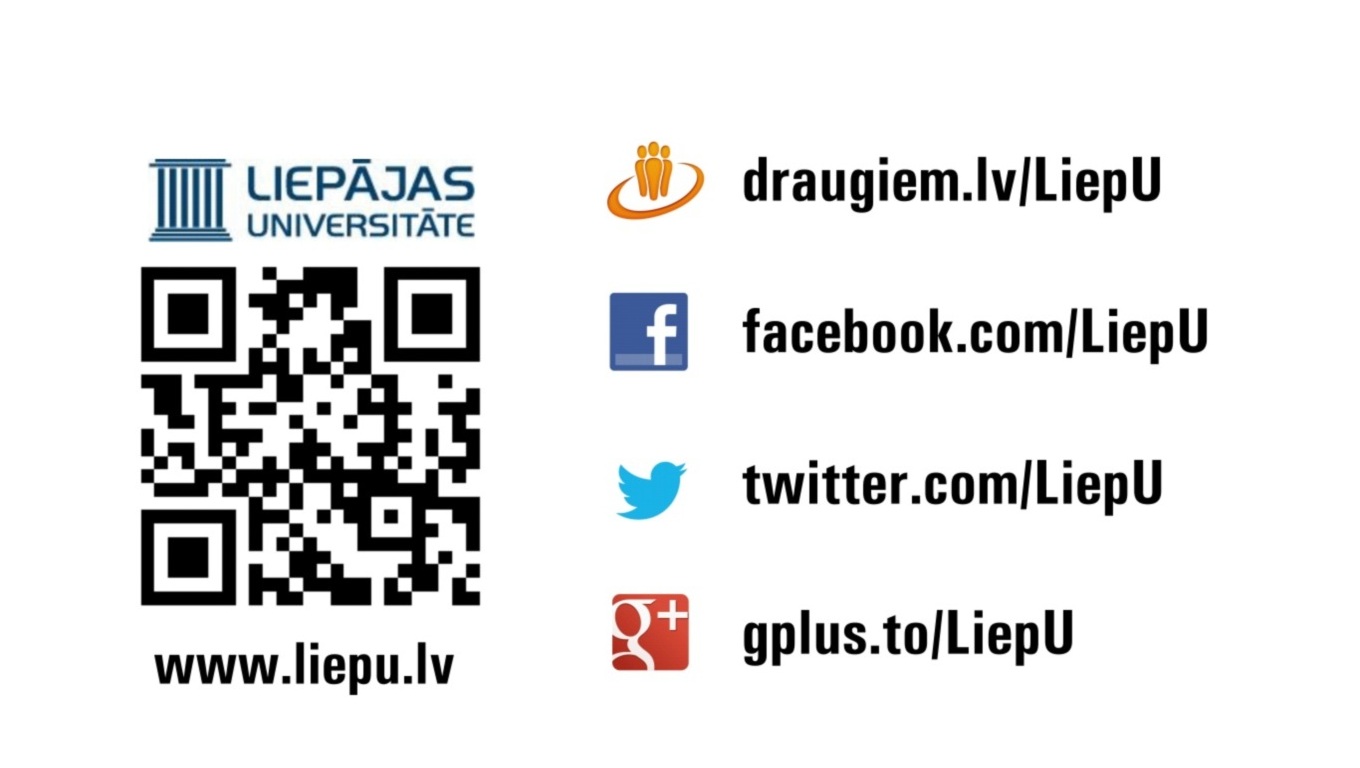 LIEPĀJAS
UNIVERSITĀTE
www.liepu.lv
draugiem.lv/LiepU
facebook.com/LiepU
twitter.com/LiepU
g+
gplus.to/LiepU